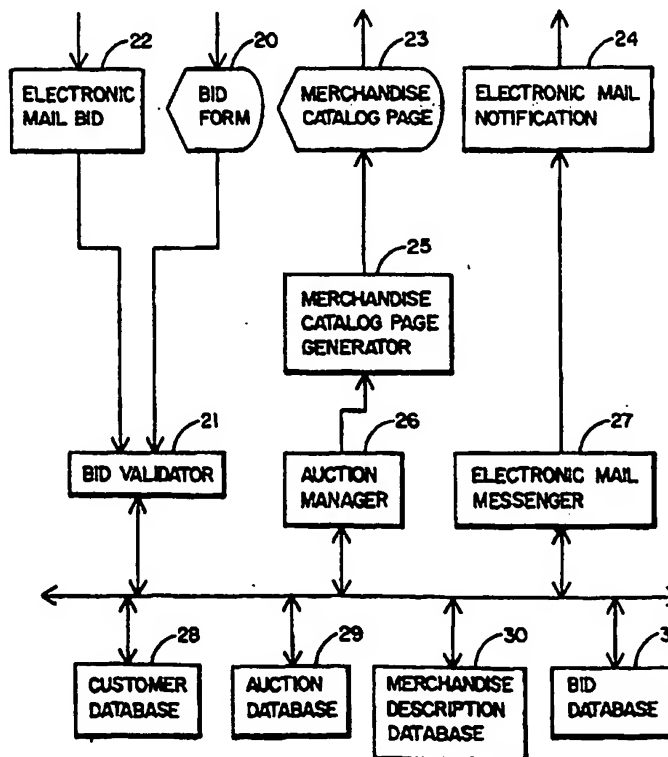 22
20
23
24
ELECTRONIC
MAIL BID
BID
FORM
MERCHANDISE
CATALOG PAGE
ELECTRONIC MAIL
NOTIFICATION
25
MERCHANDISE
CATALOG PAGE
GENERATOR
21
26
27
BID VALIDATOR
AUCTION
MANAGER
ELECTRONIC MAIL
MESSENGER
28
29
30
3
CUSTOMER
DATABASE
AUCTION
DATABASE
MERCHANDISE
DESCRIPTION
DATABASE
BID
DATABASE